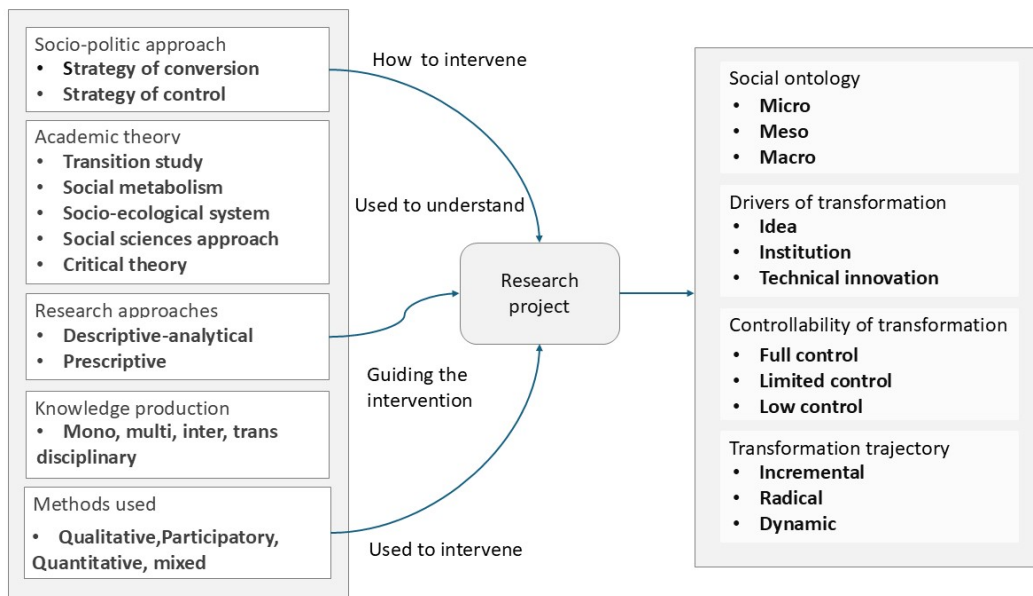 Socio-politic approach
• Strategy of conversion
• Strategy of control
Academic theory
• Transition study
• Social metabolism
• Socio-ecological system
• Social sciences approach
• Critical theory
Research approaches
• Descriptive-analytical
• Prescriptive
Knowledge production
• Mono, multi, inter, trans
disciplinary
Methods used
• Qualitative,Participatory,
Quantitative, mixed
How to intervene
Used to understand
Guiding the
intervention
Used to intervene
Research
project
Social ontology
• Micro
• Meso
• Macro
Drivers of transformation
• Idea
• Institution
• Technical innovation
Controllability of transformation
• Full control
• Limited control
• Low control
Transformation trajectory
• Incremental
• Radical
• Dynamic